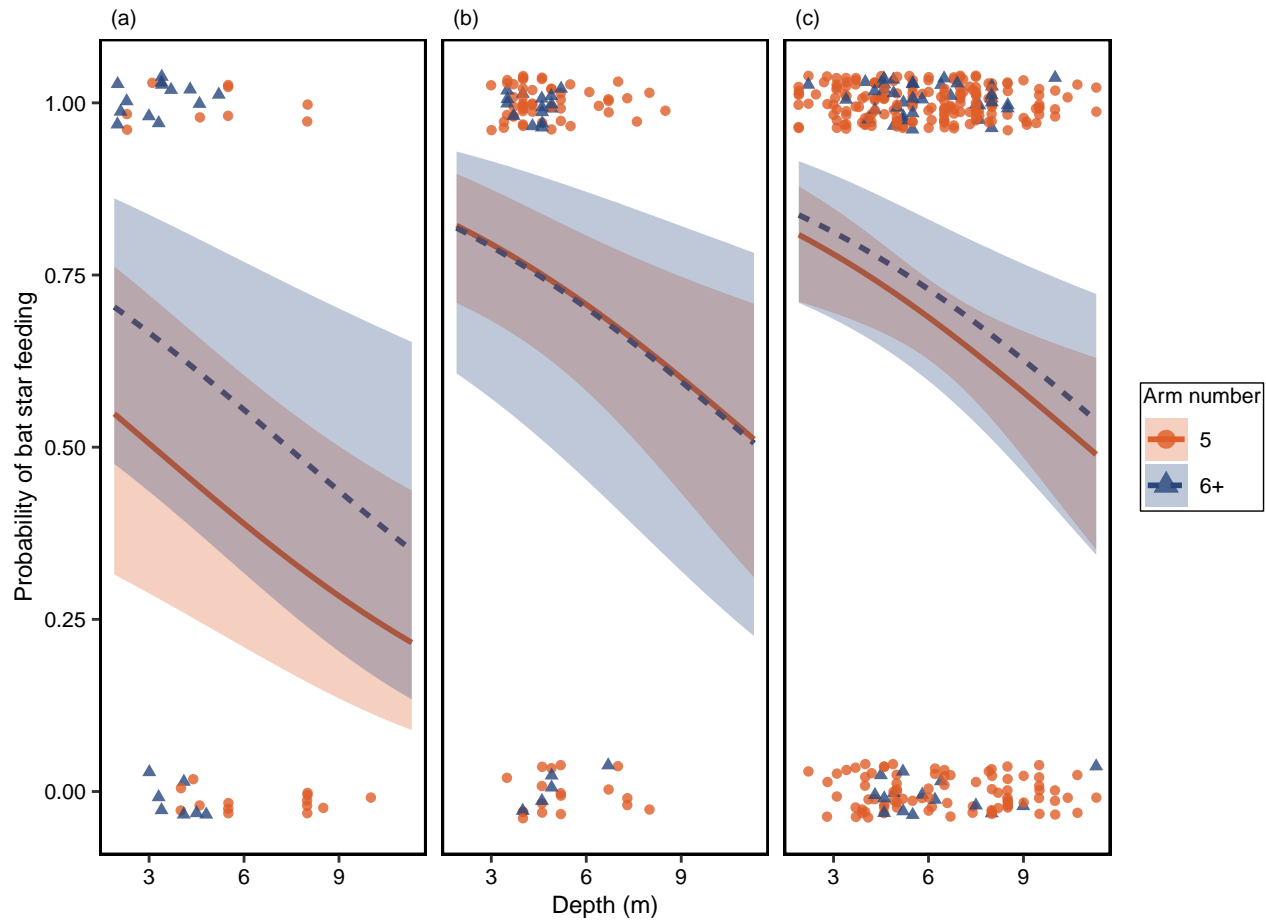 (a)
(b)
(c)
Probability of bat star feeding
1.00
0.75
0.50
0.25
0.00
3 6 9
3 6 9
3 6 9
Depth (m)
Arm number
5
6+